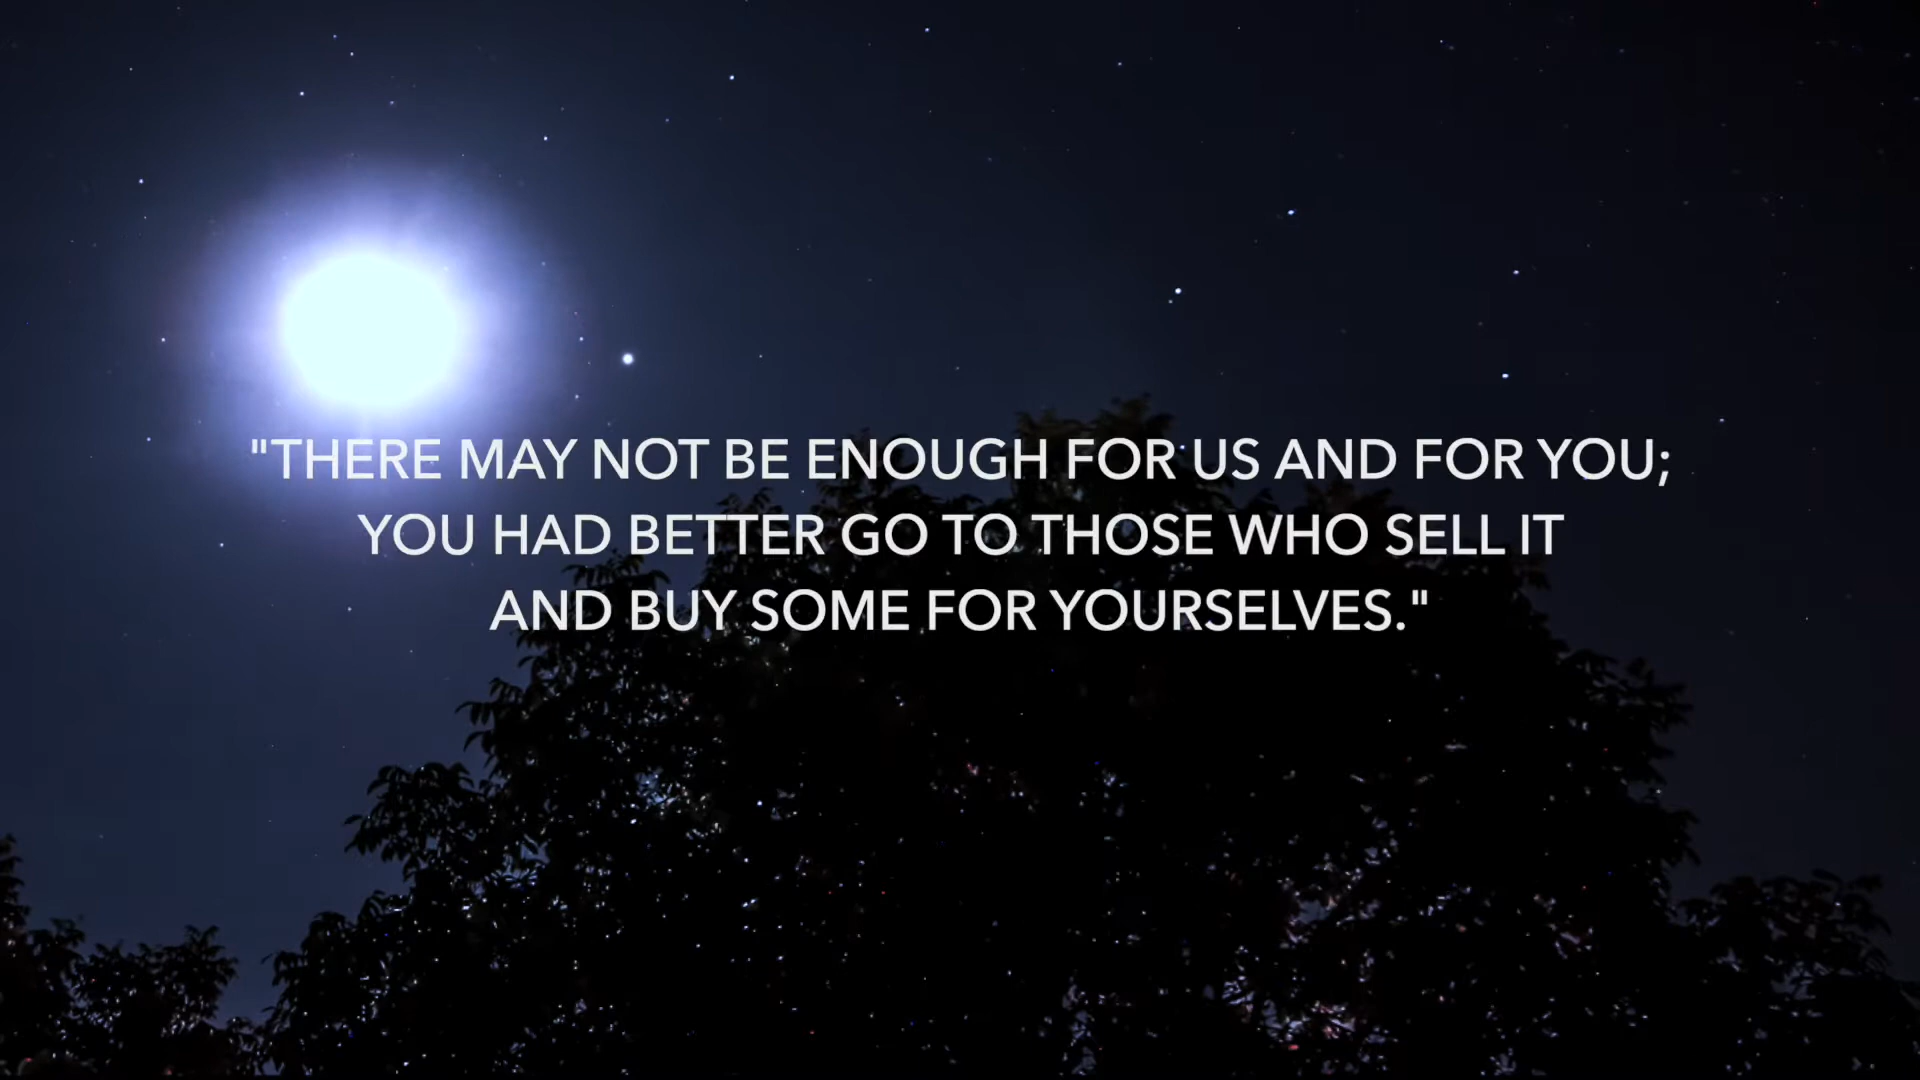 "THERE MAY NOT BE ENOUGH FOR US AND FOR YOU;
YOU HAD BETTER GO TO THOSE WHO SELL IT
AND BUY SOME FOR YOURSELVES."